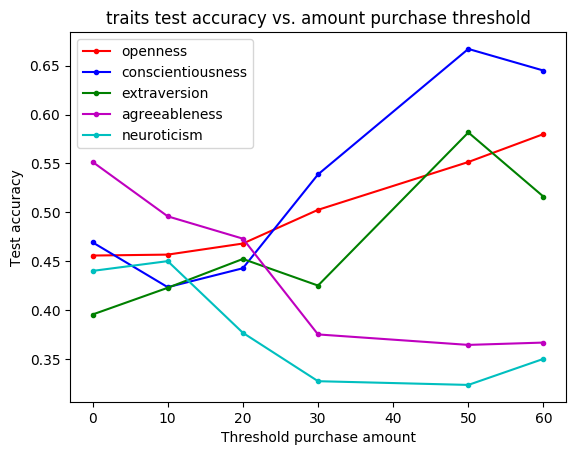 traits test accuracy vs. amount purchase threshold
openness
conscientiousness
extraversion
agreeableness
neuroticism
Test accuracy
0.65
0.60
0.55
0.50
0.45
0.40
0.35
0 10 20 30 40 50 60
Threshold purchase amount